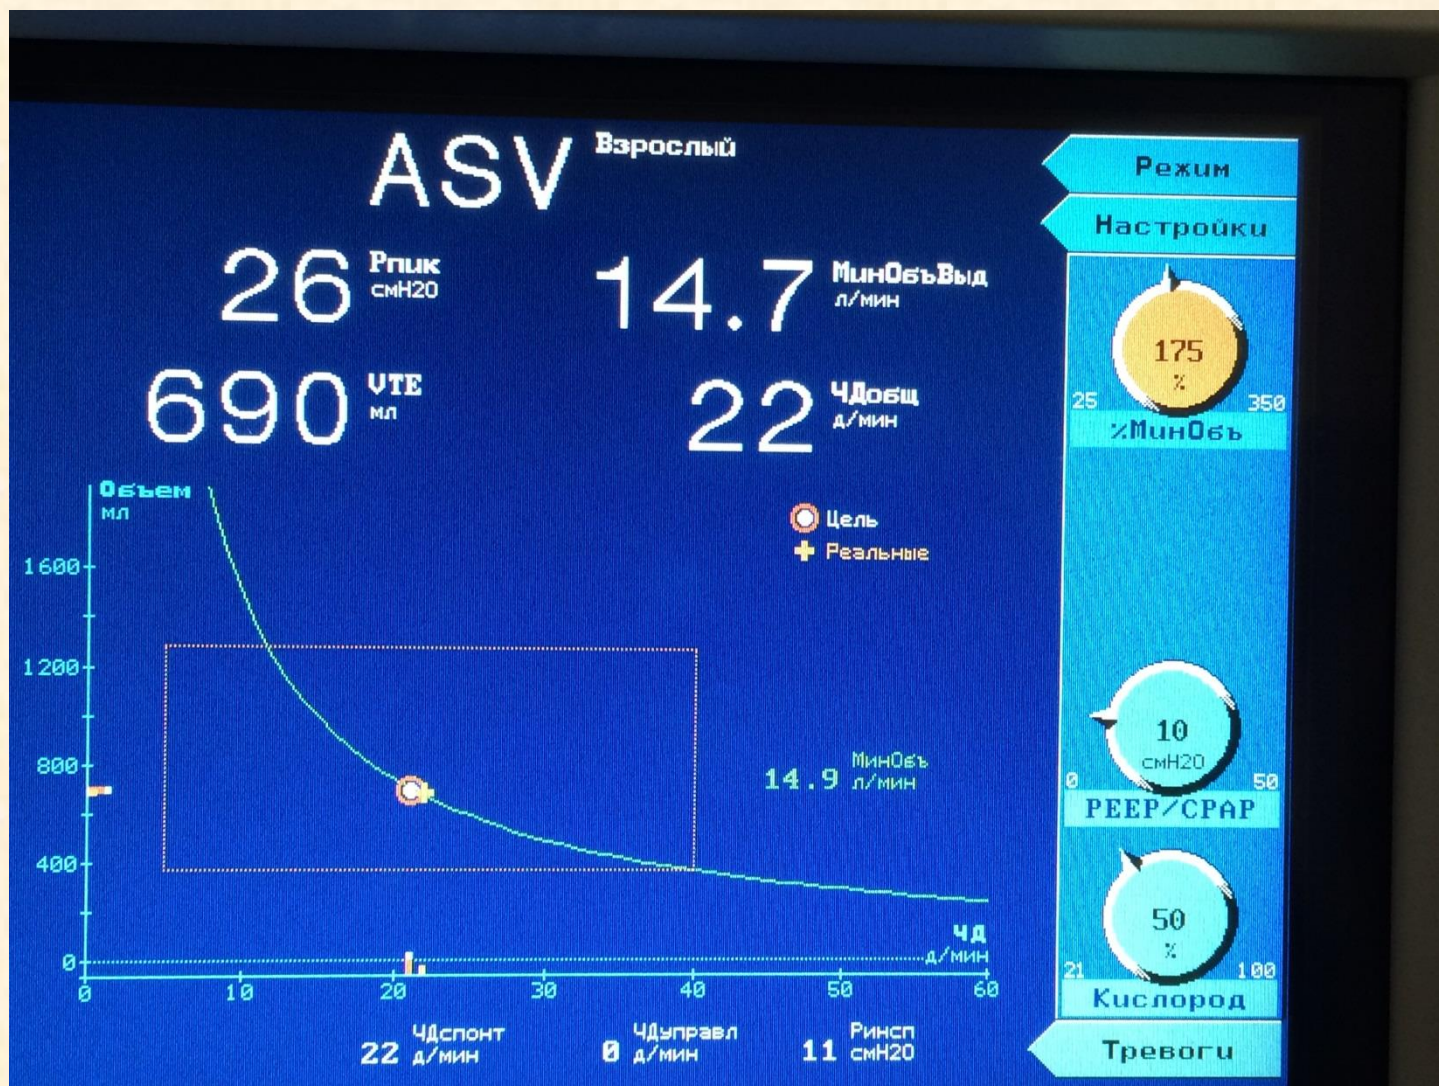 ASV Взрослый
Режим
Настройки
26 Рпик
смН2О
14.7 МинОбъВыд
л/мин
690 VTE
мл
22 ЧДобщ
д/мин
175
%
25 350
%МинОбъ
Объем
мл
Цель
Реальные
1600
1200
800
400
0
14.9 МинОбъ
л/мин
ЧД
д/мин
0 10 20 30 40 50 60
10
смН2О
0 50
PEEP/CPAP
50
%
21 100
Кислород
22 ЧДспонт
д/мин
0 ЧДуправл
д/мин
11 Ринсп
смН2О
Тревоги